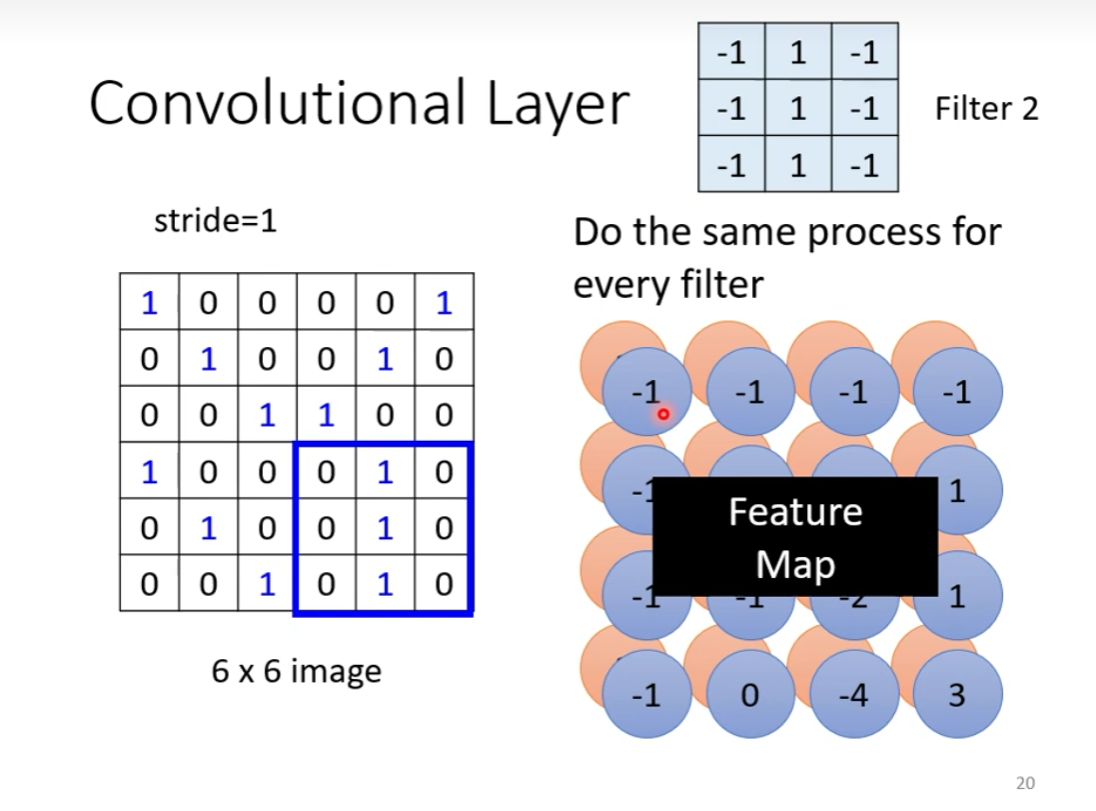 -1 1 -1
Convolutional Layer
-1 1 -1
Filter 2
-1 1 -1
stride=1
Do the same process for
every filter
1 0 0 0 0 1
0 1 0 0 1 0
0 0 1 1 0 0
1 0 0 0 1 0
0 1 0 0 1 0
0 0 1 0 1 0
6 x 6 image
-1 -1 -1 -1
-1 1
Feature
Map
-1 -1 -2 1
-1 0 -4 3
20